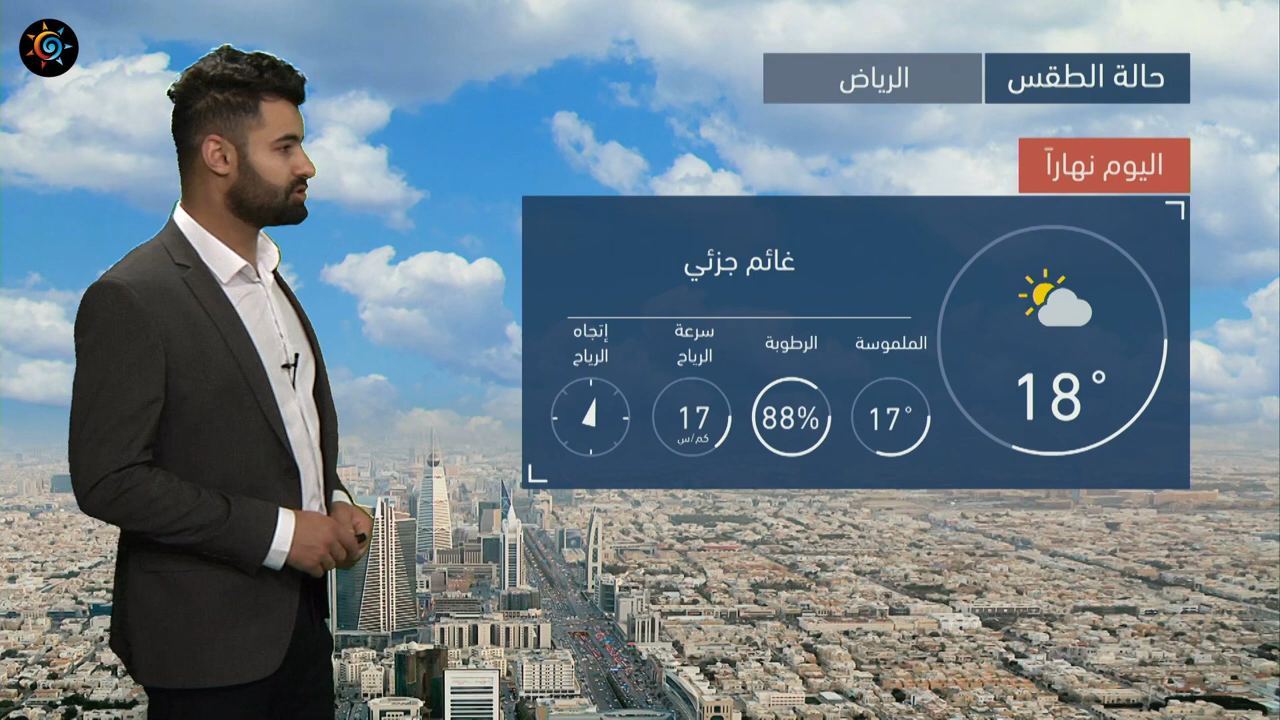 حالة الطقس
الرياض
اليوم نهاراً
18°
غائم جزئي
الملموسة
17°
الرطوبة
88%
سرعة
الرياح
17
كم/س
إتجاه
الرياح